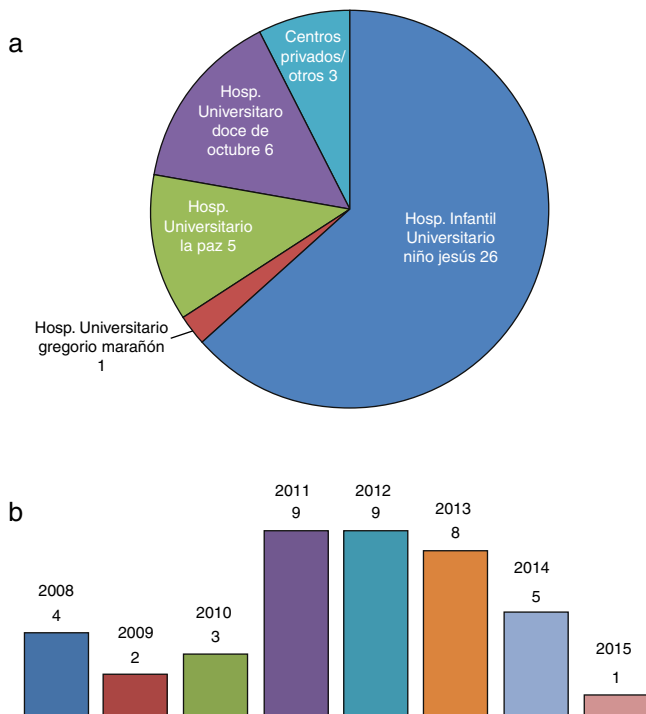 a
Centros
privados/
otros 3
Hosp.
Universitaro
doce de
octubre 6
Hosp.
Universitario
la paz 5
Hosp. Infantil
Universitario
niño jesús 26
Hosp. Universitario
gregorio marañón
1
b
2008
4
2009
2
2010
3
2011
9
2012
9
2013
8
2014
5
2015
1